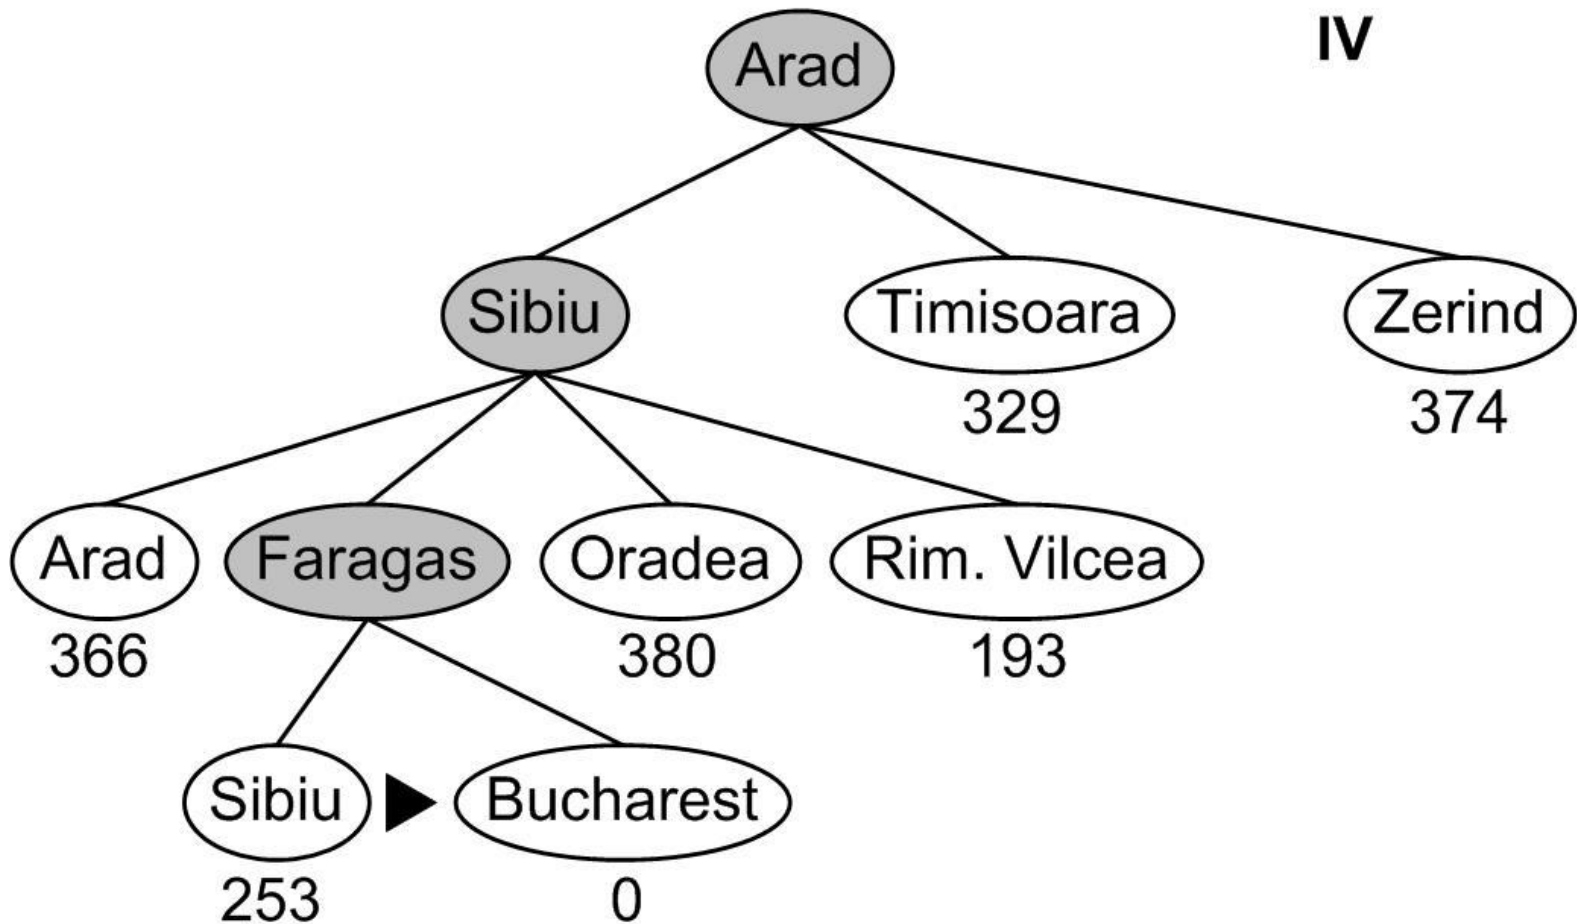 IV
Arad
Sibiu Timisoara Zerind
329 374
Arad Faragas Oradea Rim. Vilcea
366 380 193
Sibiu Bucharest
253 0